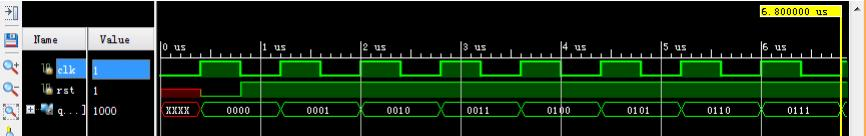 6.800000 us
Name Value
0 us 1 us 2 us 3 us 4 us 5 us 6 us
clk 1
rst 1
q...] 1000 XXXX 0000 0001 0010 0011 0100 0101 0110 0111